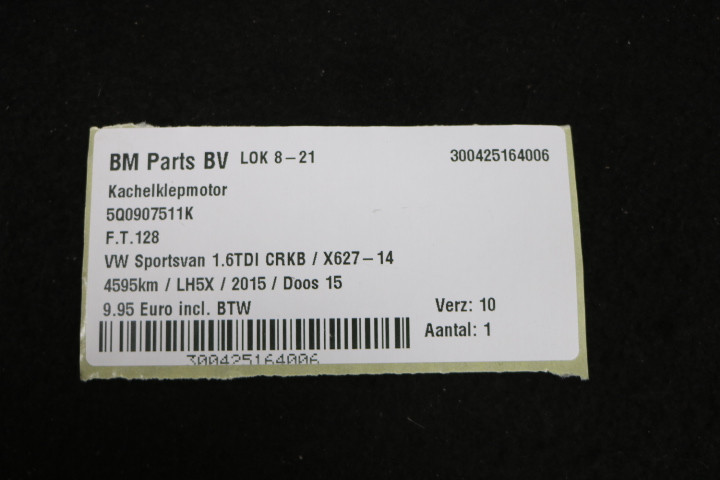 BM Parts BV LOK 8-21 300425164006
Kachelklepmotor
5Q0907511K
F.T.128
VW Sportsvan 1.6TDI CRKB / X627-14
4595km / LH5X / 2015 / Doos 15
9.95 Euro incl. BTW Verz: 10
Aantal: 1
300425164006